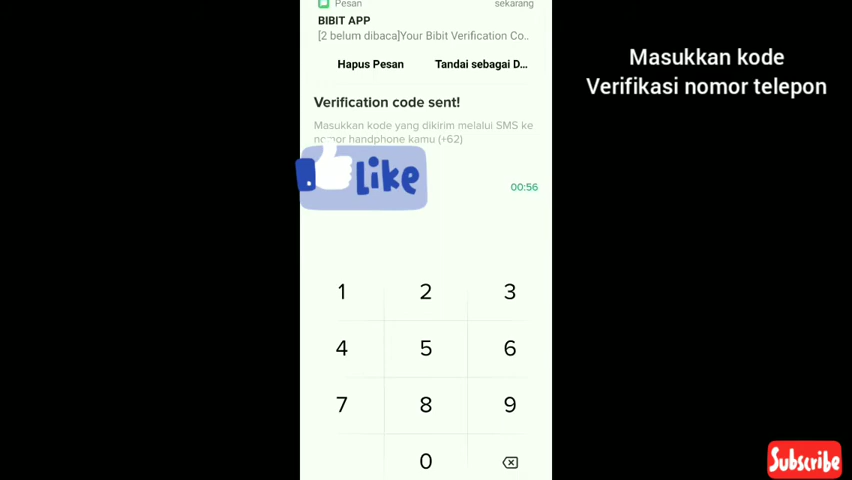 Pesan
sekarang
BIBIT APP
[2 belum dibaca]Your Bibit Verification Co..
Hapus Pesan
Tandai sebagai D...
Verification code sent!
Masukkan kode yang dikirim melalui SMS ke
nomor handphone kamu (+62)
Like
00:56
1 2 3
4 5 6
7 8 9
0
Masukkan kode
Verifikasi nomor telepon
Subscribe